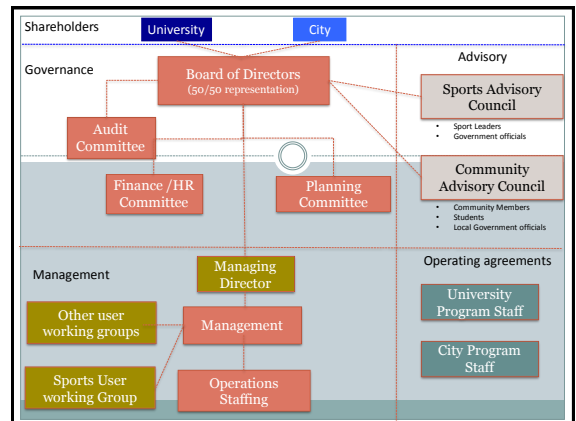 Shareholders
University
City
Governance
Board of Directors
(50/50 representation)
Advisory
Sports Advisory
Council
• Sport Leaders
• Government officials
Audit
Committee
Finance /HR
Committee
Planning
Committee
Community
Advisory Council
• Community Members
• Students
• Local Government officials
Management
Managing
Director
Operating agreements
Other user
working groups
Management
University
Program Staff
Sports User
working Group
Operations
Staffing
City Program
Staff